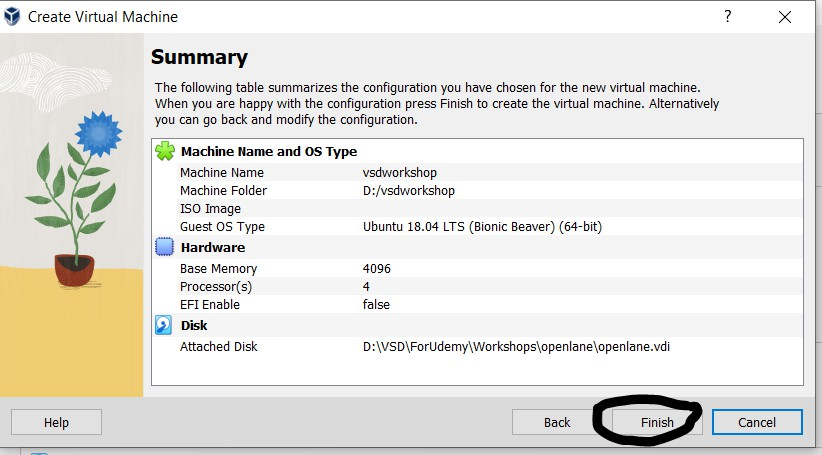 Create Virtual Machine
?
Summary
The following table summarizes the configuration you have chosen for the new virtual machine.
When you are happy with the configuration press Finish to create the virtual machine. Alternatively
you can go back and modify the configuration.
Machine Name and OS Type
Machine Name vsdworkshop
Machine Folder D:/vsdworkshop
ISO Image
Guest OS Type Ubuntu 18.04 LTS (Bionic Beaver) (64-bit)
Hardware
Base Memory 4096
Processor(s) 4
EFI Enable false
Disk
Attached Disk D:\VSD\ForUdemy\Workshops\openlane\openlane.vdi
Help Back Finish Cancel